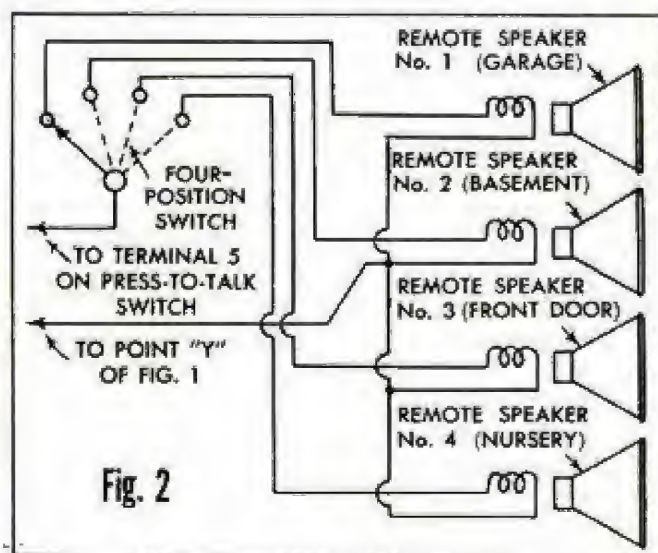 REMOTE SPEAKER
No. 1 (GARAGE)
REMOTE SPEAKER
No. 2 (BASEMENT)
FOUR-
POSITION
SWITCH
TO TERMINAL 5
ON PRESS-TO-TALK
SWITCH
REMOTE SPEAKER
No. 3 (FRONT DOOR)
TO POINT "Y"
OF FIG. 1
REMOTE SPEAKER
No. 4 (NURSERY)
Fig. 2